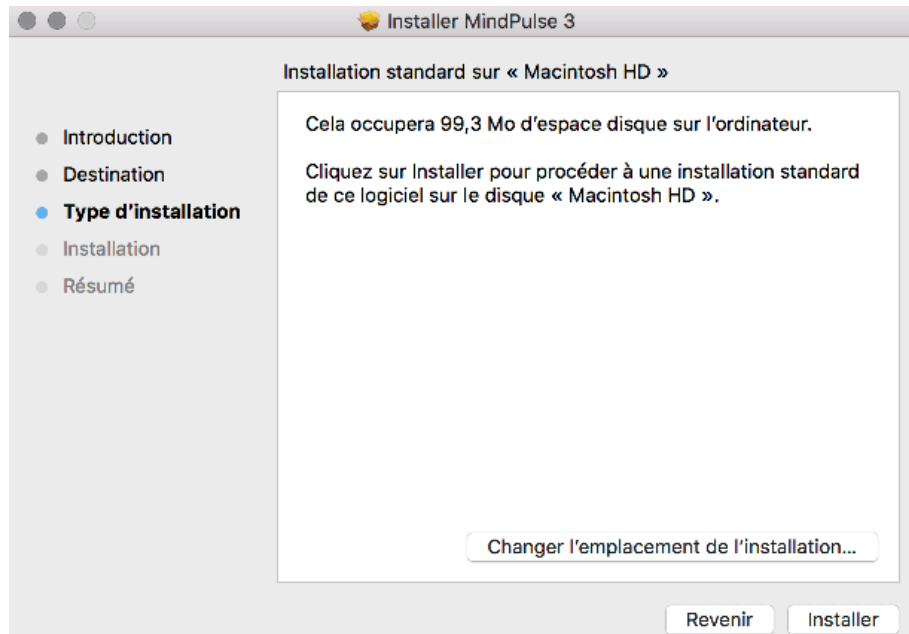 Installer MindPulse 3
Installation standard sur « Macintosh HD »
Introduction
Destination
Type d'installation
Installation
Résumé
Cela occupera 99,3 Mo d'espace disque sur l'ordinateur.
Cliquez sur Installer pour procéder à une installation standard
de ce logiciel sur le disque « Macintosh HD ».
Changer l'emplacement de l'installation...
Revenir
Installer